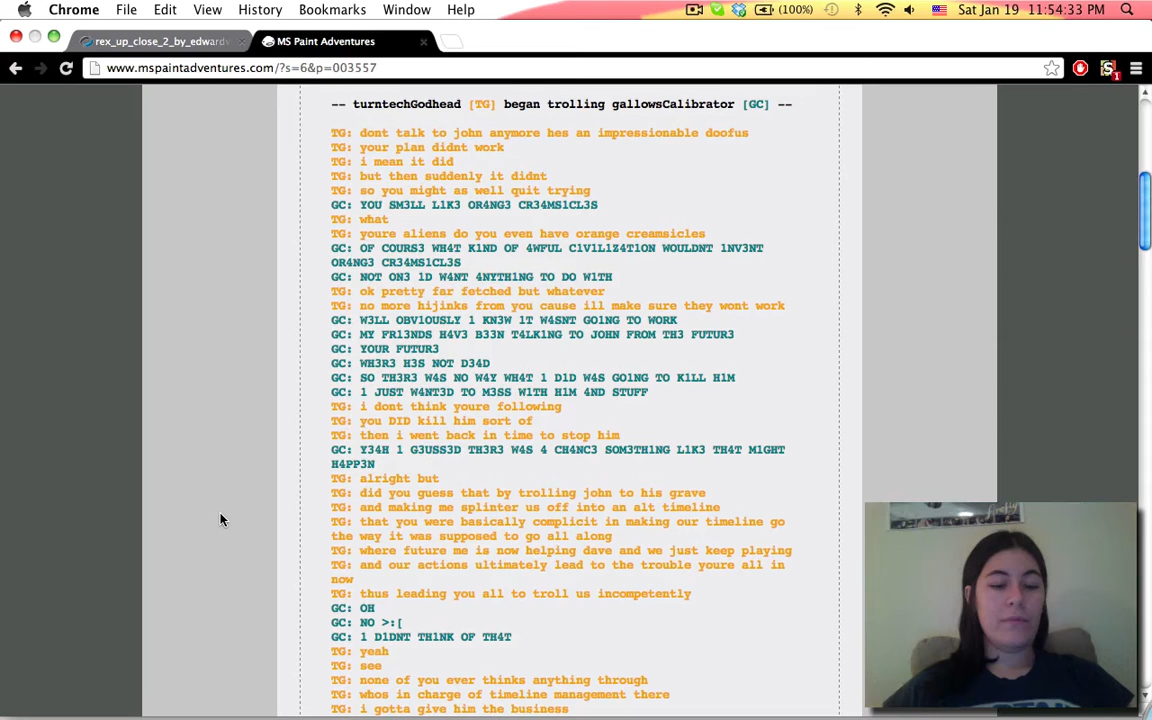 Chrome File Edit View History Bookmarks Window Help (100%) Sat Jan 19 11:54:33 PM
rex_up_close_2_by_edwardv MS Paint Adventures
www.mspaintadventures.com/?s=6&p=003557
-- turntechGodhead [TG] began trolling gallowsCalibrator [GC] --
TG: dont talk to john anymore hes an impressionable doofus
TG: your plan didnt work
TG: i mean it did
TG: but then suddenly it didnt
TG: so you might as well quit trying
GC: YOU SM3LL L1K3 OR4NG3 CR34MS1CL3S
TG: what
TG: youre aliens do you even have orange creamsicles
GC: OF COURS3 WH4T K1ND OF 4WFUL C1V1L1Z4T1ON WOULDNT 1NV3NT
OR4NG3 CR34MS1CL3S
GC: NOT ON3 1D W4NT 4NYTH1NG TO DO W1TH
TG: ok pretty far fetched but whatever
TG: no more hijinks from you cause ill make sure they wont work
GC: W3LL OBV1OUSLY 1 KN3W 1T W4SNT GO1NG TO WORK
GC: MY FR13NDS H4V3 B33N T4LK1NG TO JOHN FROM TH3 FUTUR3
GC: YOUR FUTUR3
GC: WH3R3 H3S NOT D34D
GC: SO TH3R3 W4S NO W4Y WH4T 1 D1D W4S GO1NG TO K1LL H1M
GC: 1 JUST W4NT3D TO M3SS W1TH H1M 4ND STUFF
TG: i dont think youre following
TG: you DID kill him sort of
TG: then i went back in time to stop him
GC: Y34H 1 GU3SS3D TH3R3 W4S 4 CH4NC3 SOM3TH1NG L1K3 TH4T M1GHT
H4PP3N
TG: alright but
TG: did you guess that by trolling john to his grave
TG: and making me splinter us off into an alt timeline
TG: that you were basically complicit in making our timeline go
the way it was supposed to go all along
TG: where future me is now helping dave and we just keep playing
TG: and our actions ultimately lead to the trouble youre all in
now
TG: thus leading you all to troll us incompetently
GC: OH
GC: NO >:[
GC: 1 D1DNT TH1NK OF TH4T
TG: yeah
TG: see
TG: none of you ever thinks anything through
TG: whos in charge of timeline management there
TG: i gotta give him the business